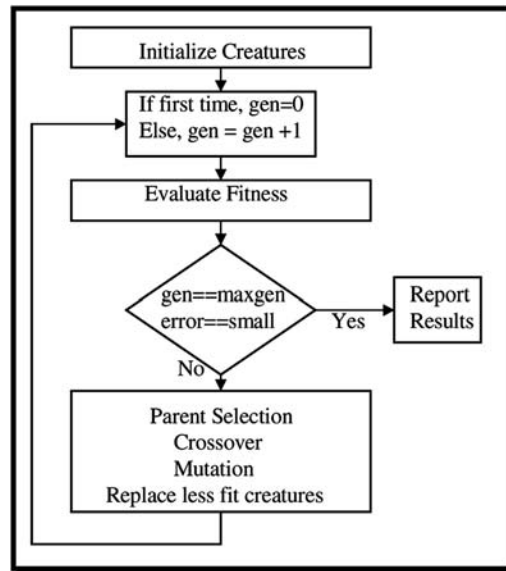 Initialize Creatures
If first time, gen=0
Else, gen = gen +1
Evaluate Fitness
gen==maxgen
error==small
Yes
Report
Results
No
Parent Selection
Crossover
Mutation
Replace less fit creatures